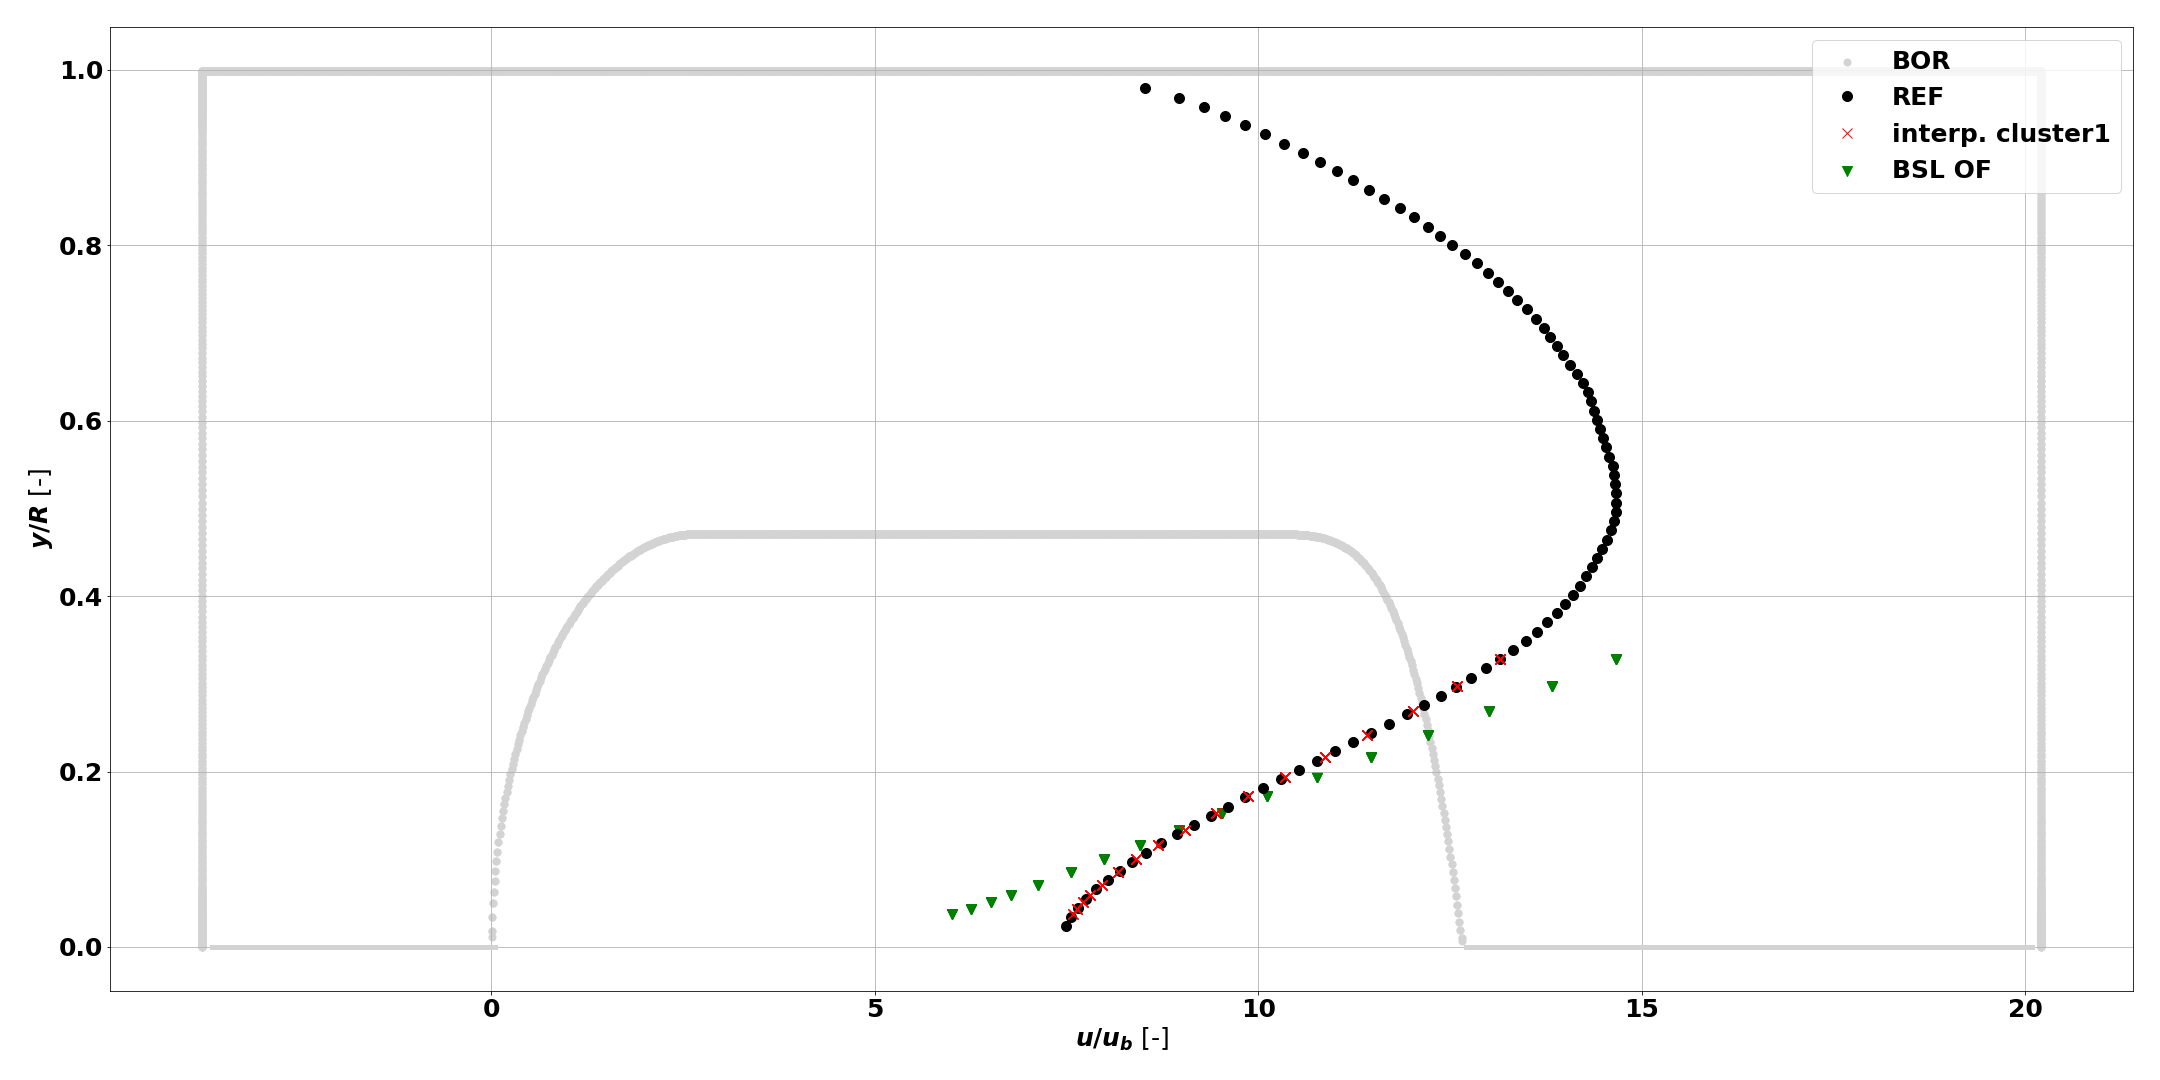 BOR
REF
interp. cluster1
BSL OF
1.0
0.8
0.6
0.4
0.2
0.0
y/R [-]
0 5 10 15 20
u/u_b [-]